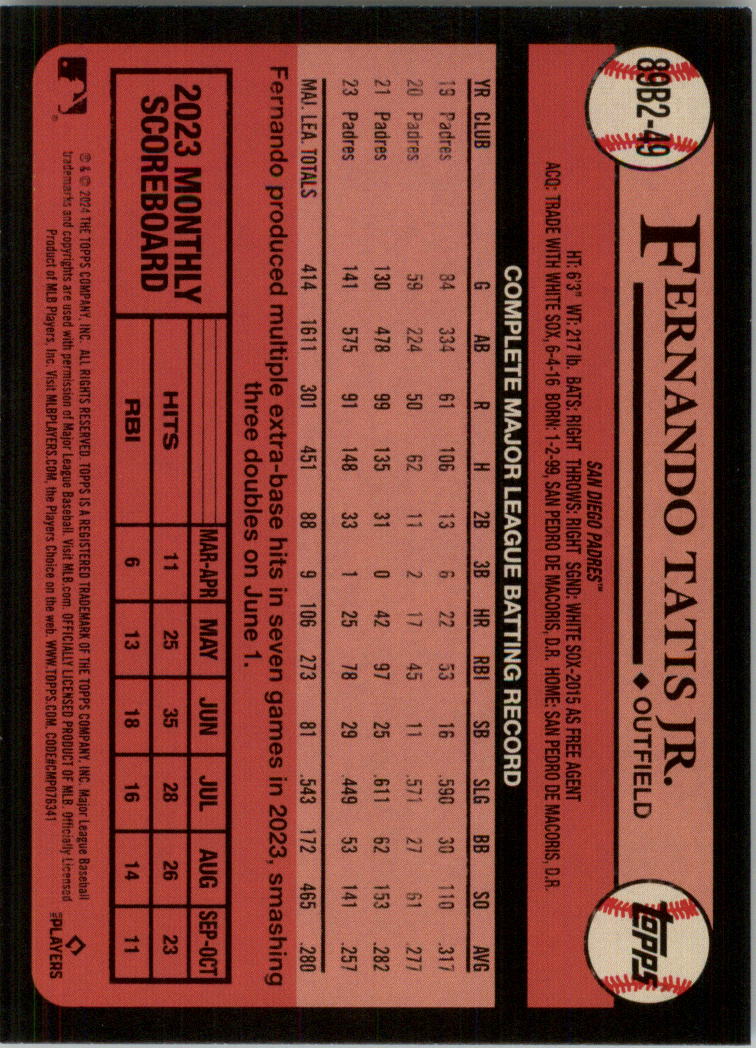 89B2-49
FERNANDO TATIS JR.
◆ OUTFIELD
topps
SAN DIEGO PADRES™
HT: 6'3" WT: 217 lb. BATS: RIGHT THROWS: RIGHT SGND: WHITE SOX-2015 AS FREE AGENT
ACQ: TRADE WITH WHITE SOX, 6-4-16 BORN: 1-2-99, SAN PEDRO DE MACORIS, D.R. HOME: SAN PEDRO DE MACORIS, D.R.
COMPLETE MAJOR LEAGUE BATTING RECORD
YR CLUB G AB R H 2B 3B HR RBI SB SLG BB SO AVG
19 Padres 84 334 61 106 13 6 22 53 16 .590 30 110 .317
20 Padres 59 224 50 62 11 2 17 45 11 .571 27 61 .277
21 Padres 130 478 99 135 31 0 42 97 25 .611 62 153 .282
23 Padres 141 575 91 148 33 1 25 78 29 .449 53 141 .257
MAJ. LEA. TOTALS 414 1611 301 451 88 9 106 273 81 .543 172 465 .280
Fernando produced multiple extra-base hits in seven games in 2023, smashing
three doubles on June 1.
2023 MONTHLY
SCOREBOARD
MAR-APR MAY JUN JUL AUG SEP-OCT
HITS 11 25 35 28 26 23
RBI 6 13 18 16 14 11
® & © 2024 THE TOPPS COMPANY, INC. ALL RIGHTS RESERVED. TOPPS IS A REGISTERED TRADEMARK OF THE TOPPS COMPANY, INC. Major League Baseball
trademarks and copyrights are used with permission of Major League Baseball. Visit MLB.com. OFFICIALLY LICENSED PRODUCT OF MLB. Officially Licensed
Product of MLB Players, Inc. Visit MLBPLAYERS.COM, the Players Choice on the web. WWW.TOPPS.COM. CODE#CMP076341
MLB PLAYERS